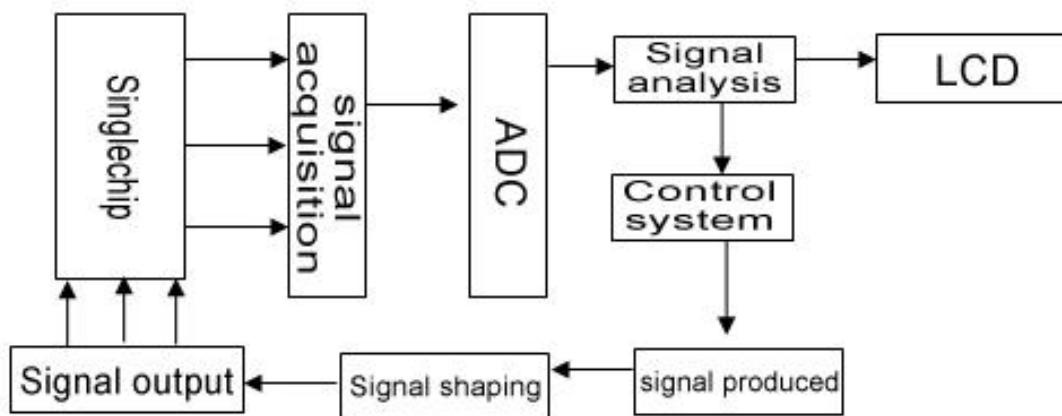 Singlechip
signal
acquisition
ADC
Signal
analysis
LCD
Control
system
signal produced
Signal shaping
Signal output